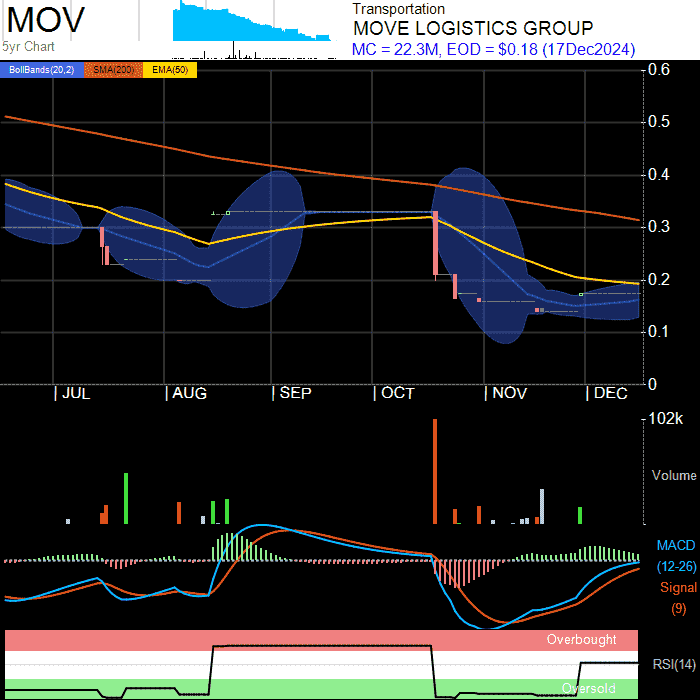 MOV
5yr Chart
Transportation
MOVE LOGISTICS GROUP
MC = 22.3M, EOD = $0.18 (17Dec2024)
BollBands(20,2) SMA(200) EMA(50)
0.6
0.5
0.4
0.3
0.2
0.1
0
| JUL | AUG | SEP | OCT | NOV | DEC
102k
Volume
MACD
(12-26)
Signal
(9)
Overbought
RSI(14)
Oversold